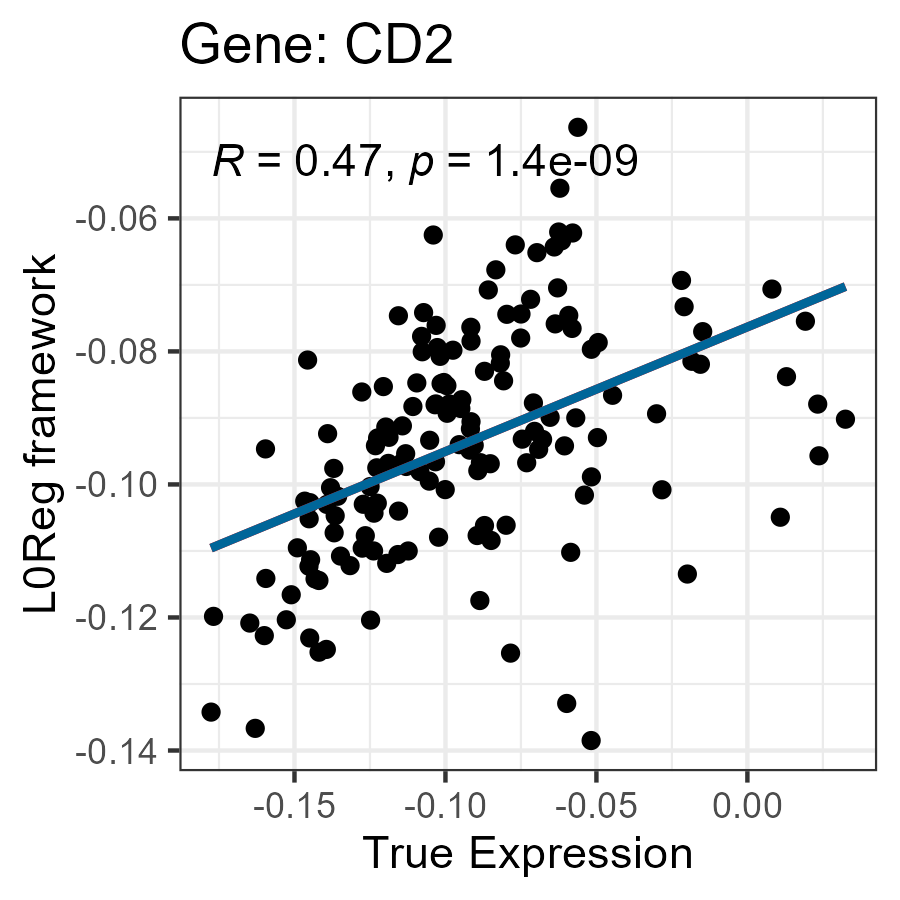 Gene: CD2
R = 0.47, p = 1.4e-09
L0Reg framework
-0.06
-0.08
-0.10
-0.12
-0.14
-0.15
-0.10
-0.05
0.00
True Expression